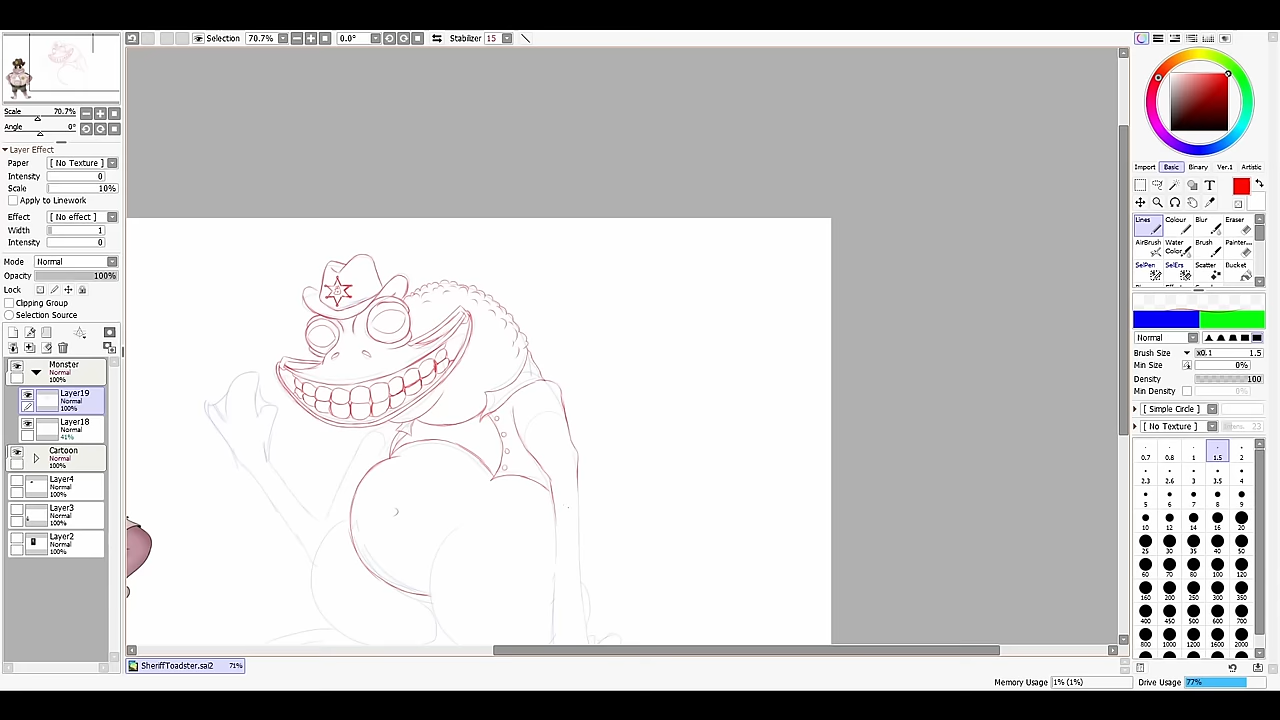 Selection 70.7% 0.0° Stabilizer 15
Scale 70.7%
Angle 0°
Layer Effect
Paper [ No Texture ]
Intensity 0
Scale 10%
Apply to Linework
Effect [ No effect ]
Width 1
Intensity 0
Mode Normal
Opacity 100%
Lock
Clipping Group
Selection Source
Monster
Normal
100%
Layer19
Normal
100%
Layer18
Normal
41%
Cartoon
Normal
100%
Layer4
Normal
100%
Layer3
Normal
100%
Layer2
Normal
100%
SheriffToadster.sai2 71%
Import Basic Binary Ver.1 Artistic
T
Lines Colour Blur Eraser
AirBrush Water Color Brush Painter...
SelPen SelErs Scatter Bucket
Normal
Brush Size x0.1 1.5
Min Size 0%
Density 100
Min Density 0%
[ Simple Circle ]
[ No Texture ] Intens. 23
0.7 0.8 1 1.5 2
2.3 2.6 3 3.5 4
5 6 7 8 9
10 12 14 16 20
25 30 35 40 50
60 70 80 100 120
160 200 250 300 350
400 450 500 600 700
800 1000 1200 1600 2000
Memory Usage 1% (1%) Drive Usage 77%